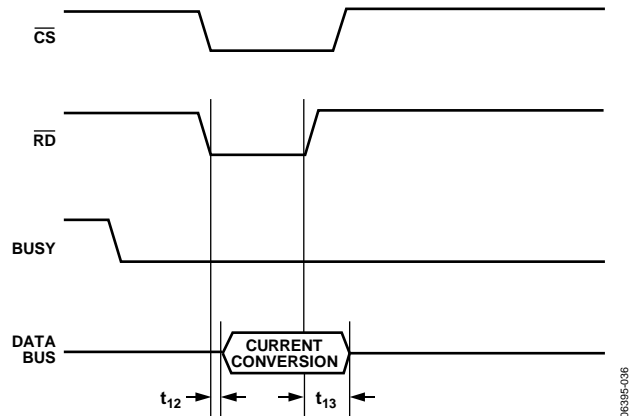 CS
RD
BUSY
DATA
BUS
CURRENT
CONVERSION
t12
t13
06395-036